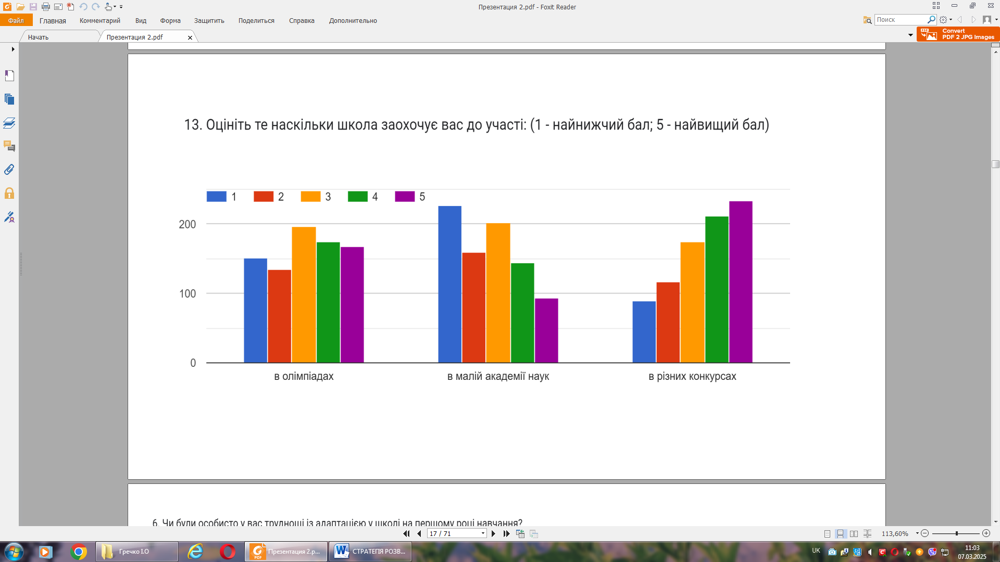 Презентация 2.pdf - Foxit Reader
Файл Главная Комментарий Вид Форма Защитить Поделиться Справка Дополнительно
Поиск
Начать Презентация 2.pdf
PDF Convert
PDF 2 JPG Images
13. Оцініть те наскільки школа заохочує вас до участі: (1 - найнижчий бал; 5 - найвищий бал)
1 2 3 4 5
200
100
0
в олімпіадах в малій академії наук в різних конкурсах
6. Чи були особисто у вас труднощі із адаптацією у школі на першому році навчання?
17 / 71
113,60%
Гречко І.О
PDF
Презентация 2.p...
СТРАТЕГІЯ РОЗВ...
UK
11:03
07.03.2025